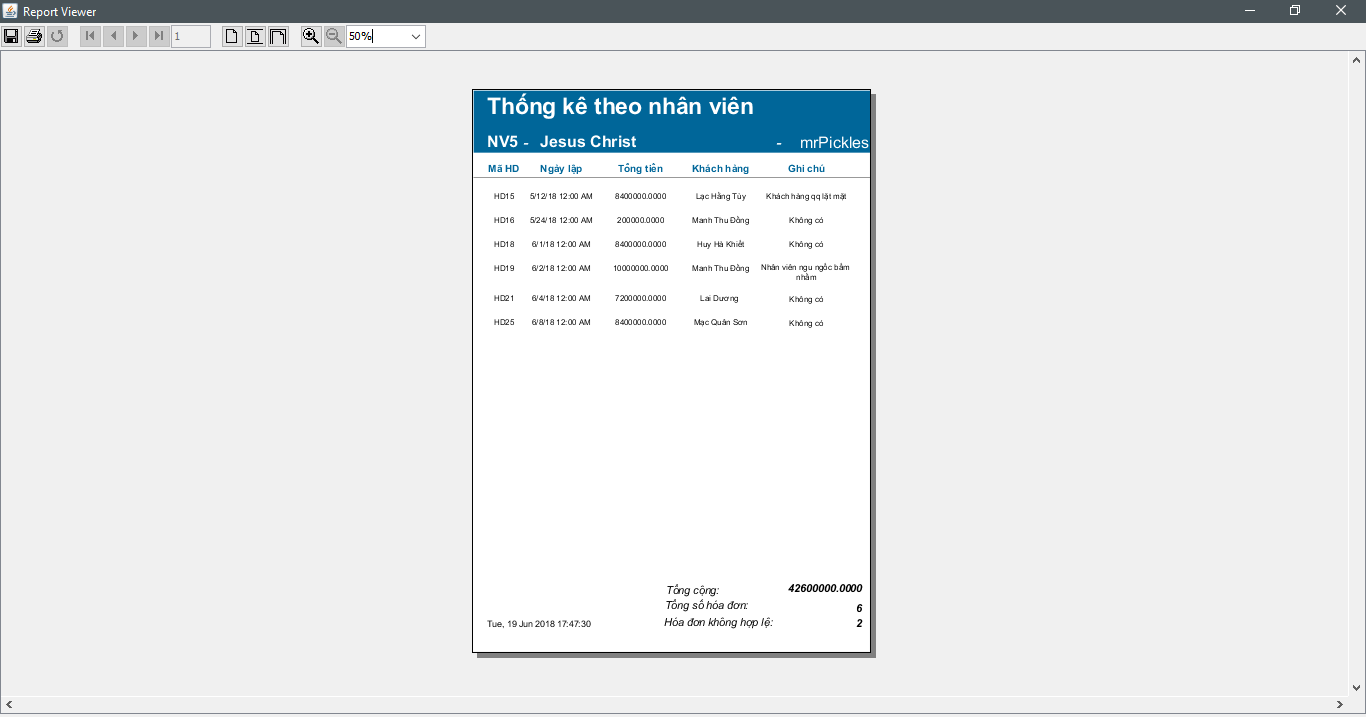 Report Viewer
1
50%
Thống kê theo nhân viên
NV5 - Jesus Christ - mrPickles
Mã HD Ngày lập Tổng tiền Khách hàng Ghi chú
HD15 5/12/18 12:00 AM 8400000.0000 Lạc Hằng Tùy Khách hàng qq lật mặt
HD16 5/24/18 12:00 AM 200000.0000 Manh Thu Đồng Không có
HD18 6/1/18 12:00 AM 8400000.0000 Huy Hà Khiết Không có
HD19 6/2/18 12:00 AM 10000000.0000 Manh Thu Đồng Nhân viên ngu ngốc bấm
nhầm
HD21 6/4/18 12:00 AM 7200000.0000 Lai Dương Không có
HD25 6/8/18 12:00 AM 8400000.0000 Mạc Quân Sơn Không có
Tổng cộng: 42600000.0000
Tổng số hóa đơn: 6
Tue, 19 Jun 2018 17:47:30 Hóa đơn không hợp lệ: 2